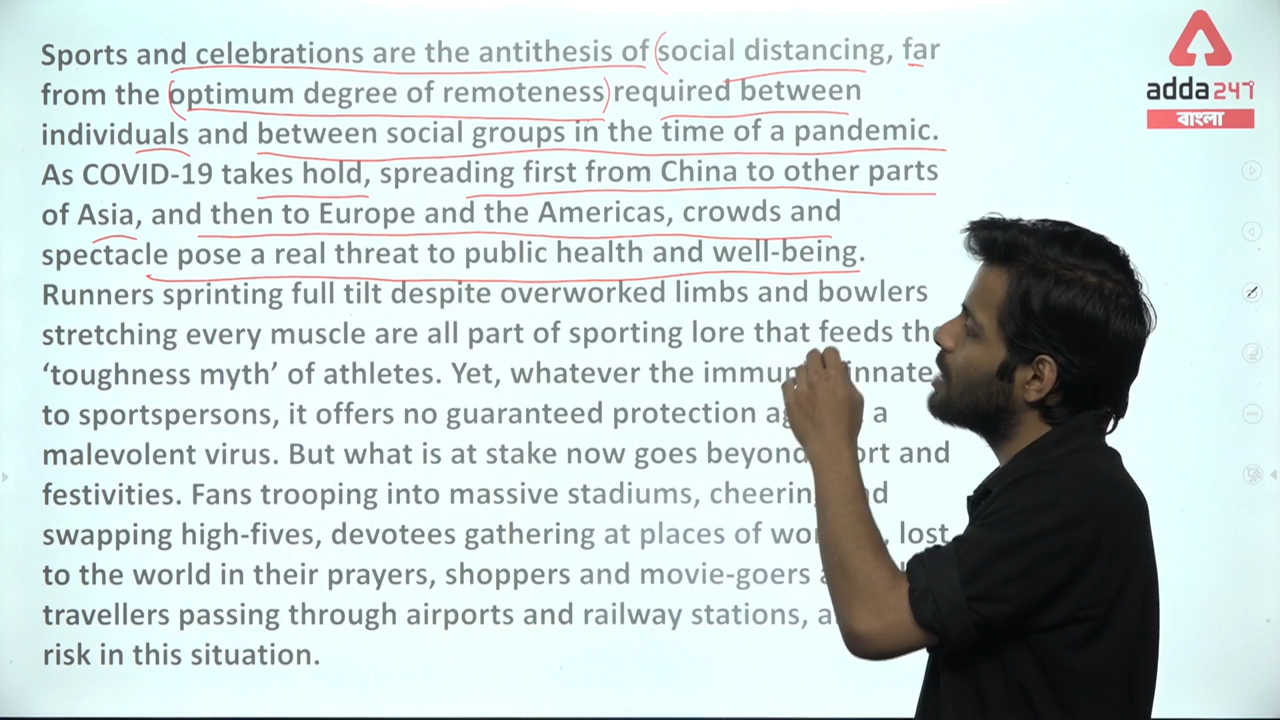 Sports and celebrations are the antithesis of social distancing, far
from the optimum degree of remoteness required between
individuals and between social groups in the time of a pandemic.
As COVID-19 takes hold, spreading first from China to other parts
of Asia, and then to Europe and the Americas, crowds and
spectacle pose a real threat to public health and well-being.
Runners sprinting full tilt despite overworked limbs and bowlers
stretching every muscle are all part of sporting lore that feeds
‘toughness myth’ of athletes. Yet, whatever the innate
to sportspersons, it offers no guaranteed protection a
malevolent virus. But what is at stake now goes and
festivities. Fans trooping into massive stadiums,
swapping high-fives, devotees gathering at places of lost
to the world in their prayers, shoppers and movie-goers
travellers passing through airports and railway stations,
risk in this situation.
adda247
বাংলা